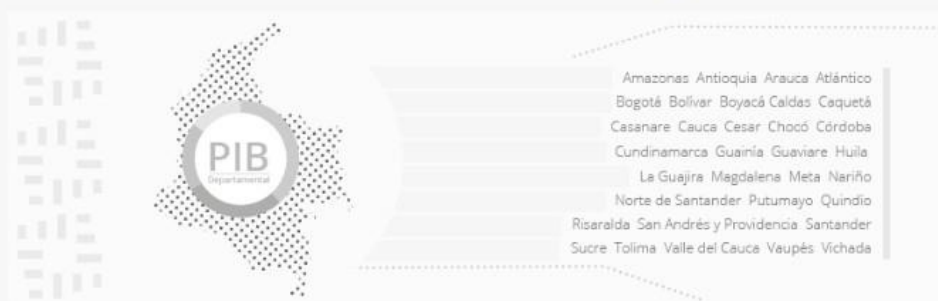 PIB
Departamental
Amazonas Antioquia Arauca Atlántico
Bogotá Bolívar Boyacá Caldas Caquetá
Casanare Cauca Cesar Chocó Córdoba
Cundinamarca Guainía Guaviare Huila
La Guajira Magdalena Meta Nariño
Norte de Santander Putumayo Quindio
Risaralda San Andrés y Providencia Santander
Sucre Tolima Valle del Cauca Vaupés Vichada